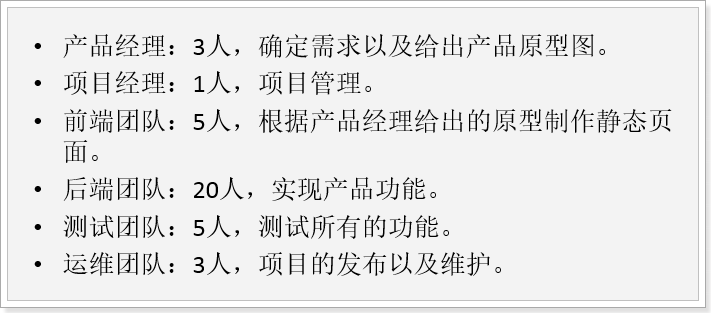 • 产品经理：3人，确定需求以及给出产品原型图。
• 项目经理：1人，项目管理。
• 前端团队：5人，根据产品经理给出的原型制作静态页
面。
• 后端团队：20人，实现产品功能。
• 测试团队：5人，测试所有的功能。
• 运维团队：3人，项目的发布以及维护。